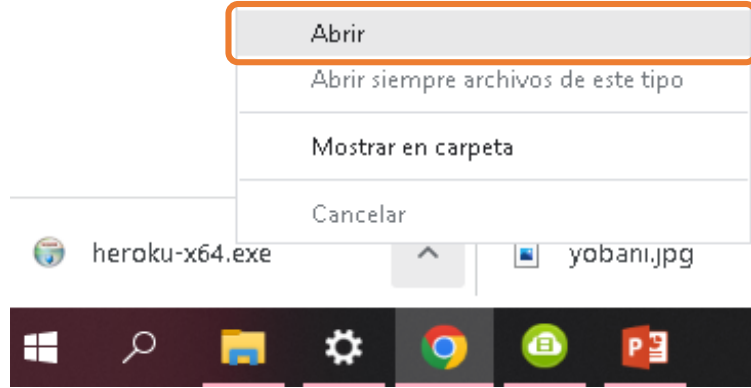 Abrir
Abrir siempre archivos de este tipo
Mostrar en carpeta
Cancelar
heroku-x64.exe
yobani.jpg
P